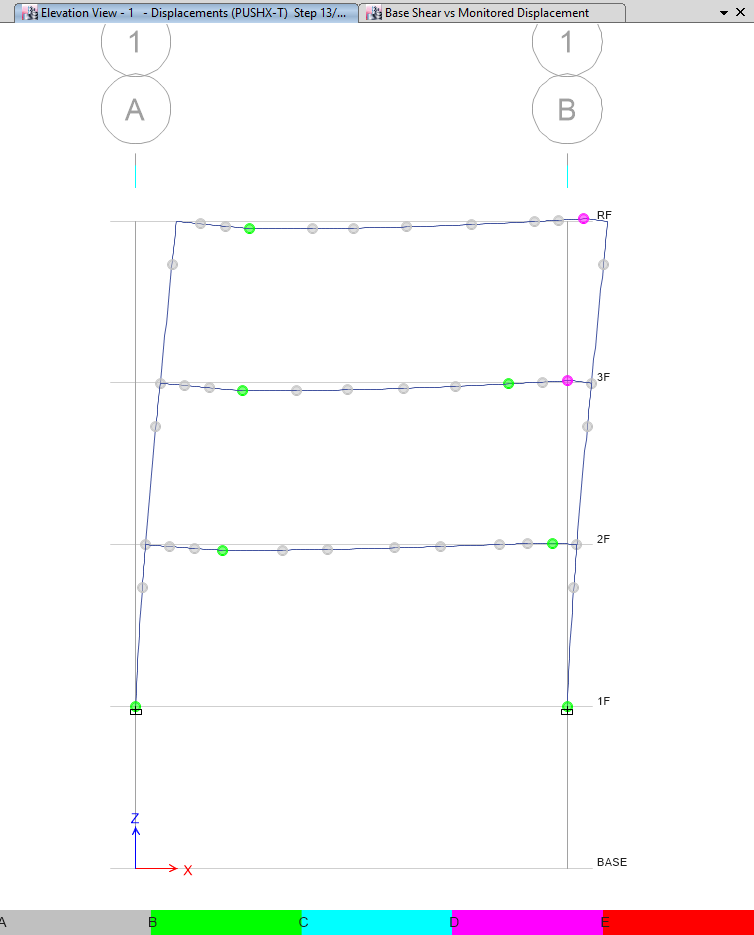 Elevation View - 1 - Displacements (PUSHX-T) Step 13/...
Base Shear vs Monitored Displacement
1 1
A B
RF
3F
2F
1F
Z
X
BASE
A B C D E